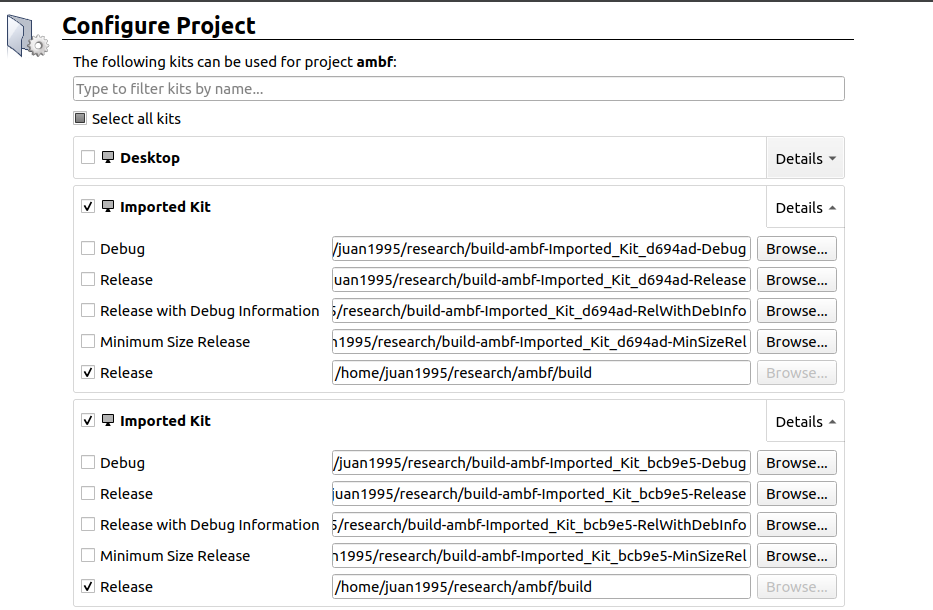 Configure Project
The following kits can be used for project ambf:
Type to filter kits by name...
Select all kits
Desktop Details
Imported Kit Details
Debug /juan1995/research/build-ambf-Imported_Kit_d694ad-Debug Browse...
Release uan1995/research/build-ambf-Imported_Kit_d694ad-Release Browse...
Release with Debug Information 5/research/build-ambf-Imported_Kit_d694ad-RelWithDebInfo Browse...
Minimum Size Release n1995/research/build-ambf-Imported_Kit_d694ad-MinSizeRel Browse...
Release /home/juan1995/research/ambf/build Browse...
Imported Kit Details
Debug /juan1995/research/build-ambf-Imported_Kit_bcb9e5-Debug Browse...
Release juan1995/research/build-ambf-Imported_Kit_bcb9e5-Release Browse...
Release with Debug Information 5/research/build-ambf-Imported_Kit_bcb9e5-RelWithDebInfo Browse...
Minimum Size Release n1995/research/build-ambf-Imported_Kit_bcb9e5-MinSizeRel Browse...
Release /home/juan1995/research/ambf/build Browse...